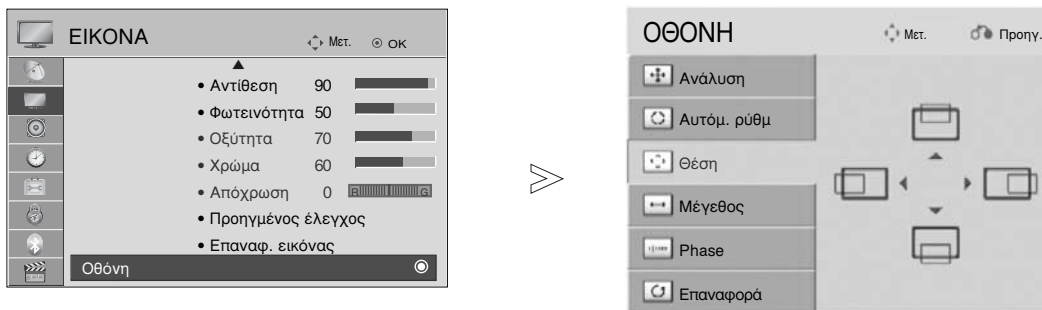 ΕΙΚΟΝΑ
Μετ. OK
• Αντίθεση 90
• Φωτεινότητα 50
• Οξύτητα 70
• Χρώμα 60
• Απόχρωση 0 R G
• Προηγμένος έλεγχος
• Επαναφ. εικόνας
Οθόνη
ΟΘΟΝΗ
Μετ. Προηγ.
Ανάλυση
Αυτόμ. ρύθμ
Θέση
Μέγεθος
Phase
Επαναφορά